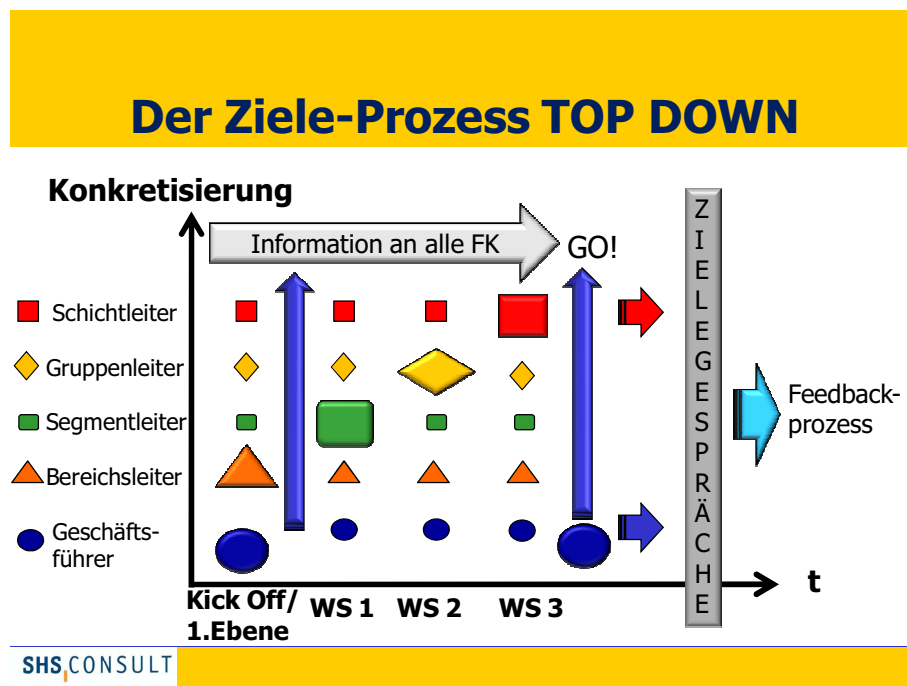 Der Ziele-Prozess TOP DOWN
Konkretisierung
Information an alle FK
GO!
Schichtleiter
Gruppenleiter
Segmentleiter
Bereichsleiter
Geschäfts-
führer
ZIELEGESPRÄCHE
Feedback-
prozess
t
Kick Off/
1.Ebene
WS 1
WS 2
WS 3
SHS CONSULT